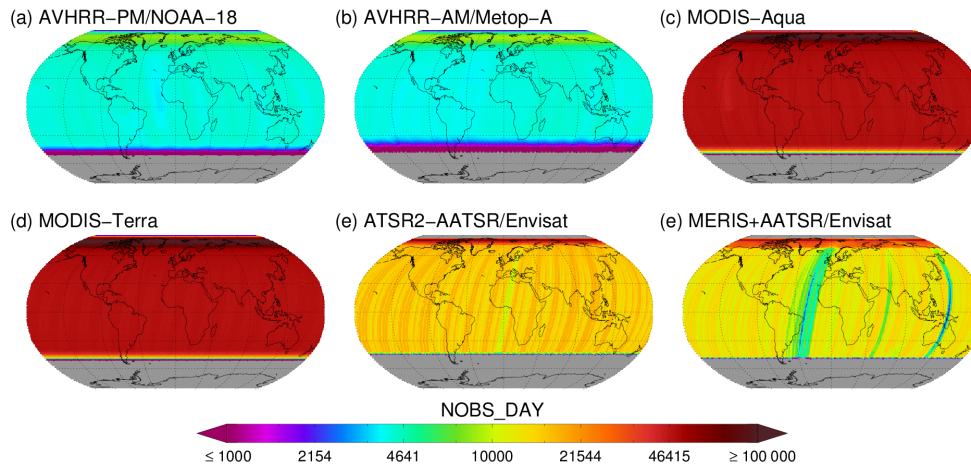 (a) AVHRR−PM/NOAA−18
(b) AVHRR−AM/Metop−A
(c) MODIS−Aqua
(d) MODIS−Terra
(e) ATSR2−AATSR/Envisat
(e) MERIS+AATSR/Envisat
NOBS_DAY
≤ 1000 2154 4641 10000 21544 46415 ≥ 100 000